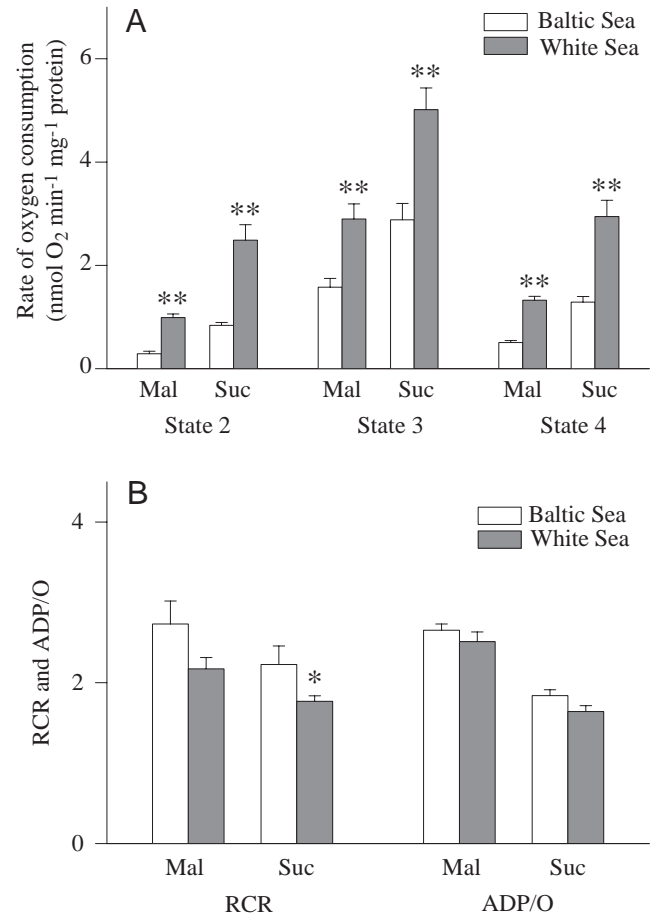 A
Baltic Sea
White Sea
Rate of oxygen consumption
(nmol O2 min-1 mg-1 protein)
6
4
2
0
**
**
**
**
**
**
Mal Suc Mal Suc Mal Suc
State 2 State 3 State 4
B
Baltic Sea
White Sea
RCR and ADP/O
4
2
0
*
Mal Suc Mal Suc
RCR ADP/O